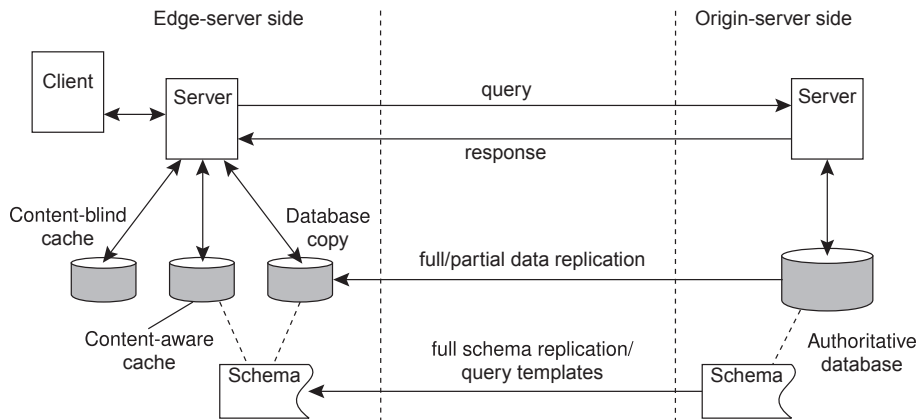 Edge-server side
Origin-server side
Client
Server
query
Server
response
Content-blind
cache
Database
copy
full/partial data replication
Content-aware
cache
Authoritative
database
full schema replication/
query templates
Schema
Schema